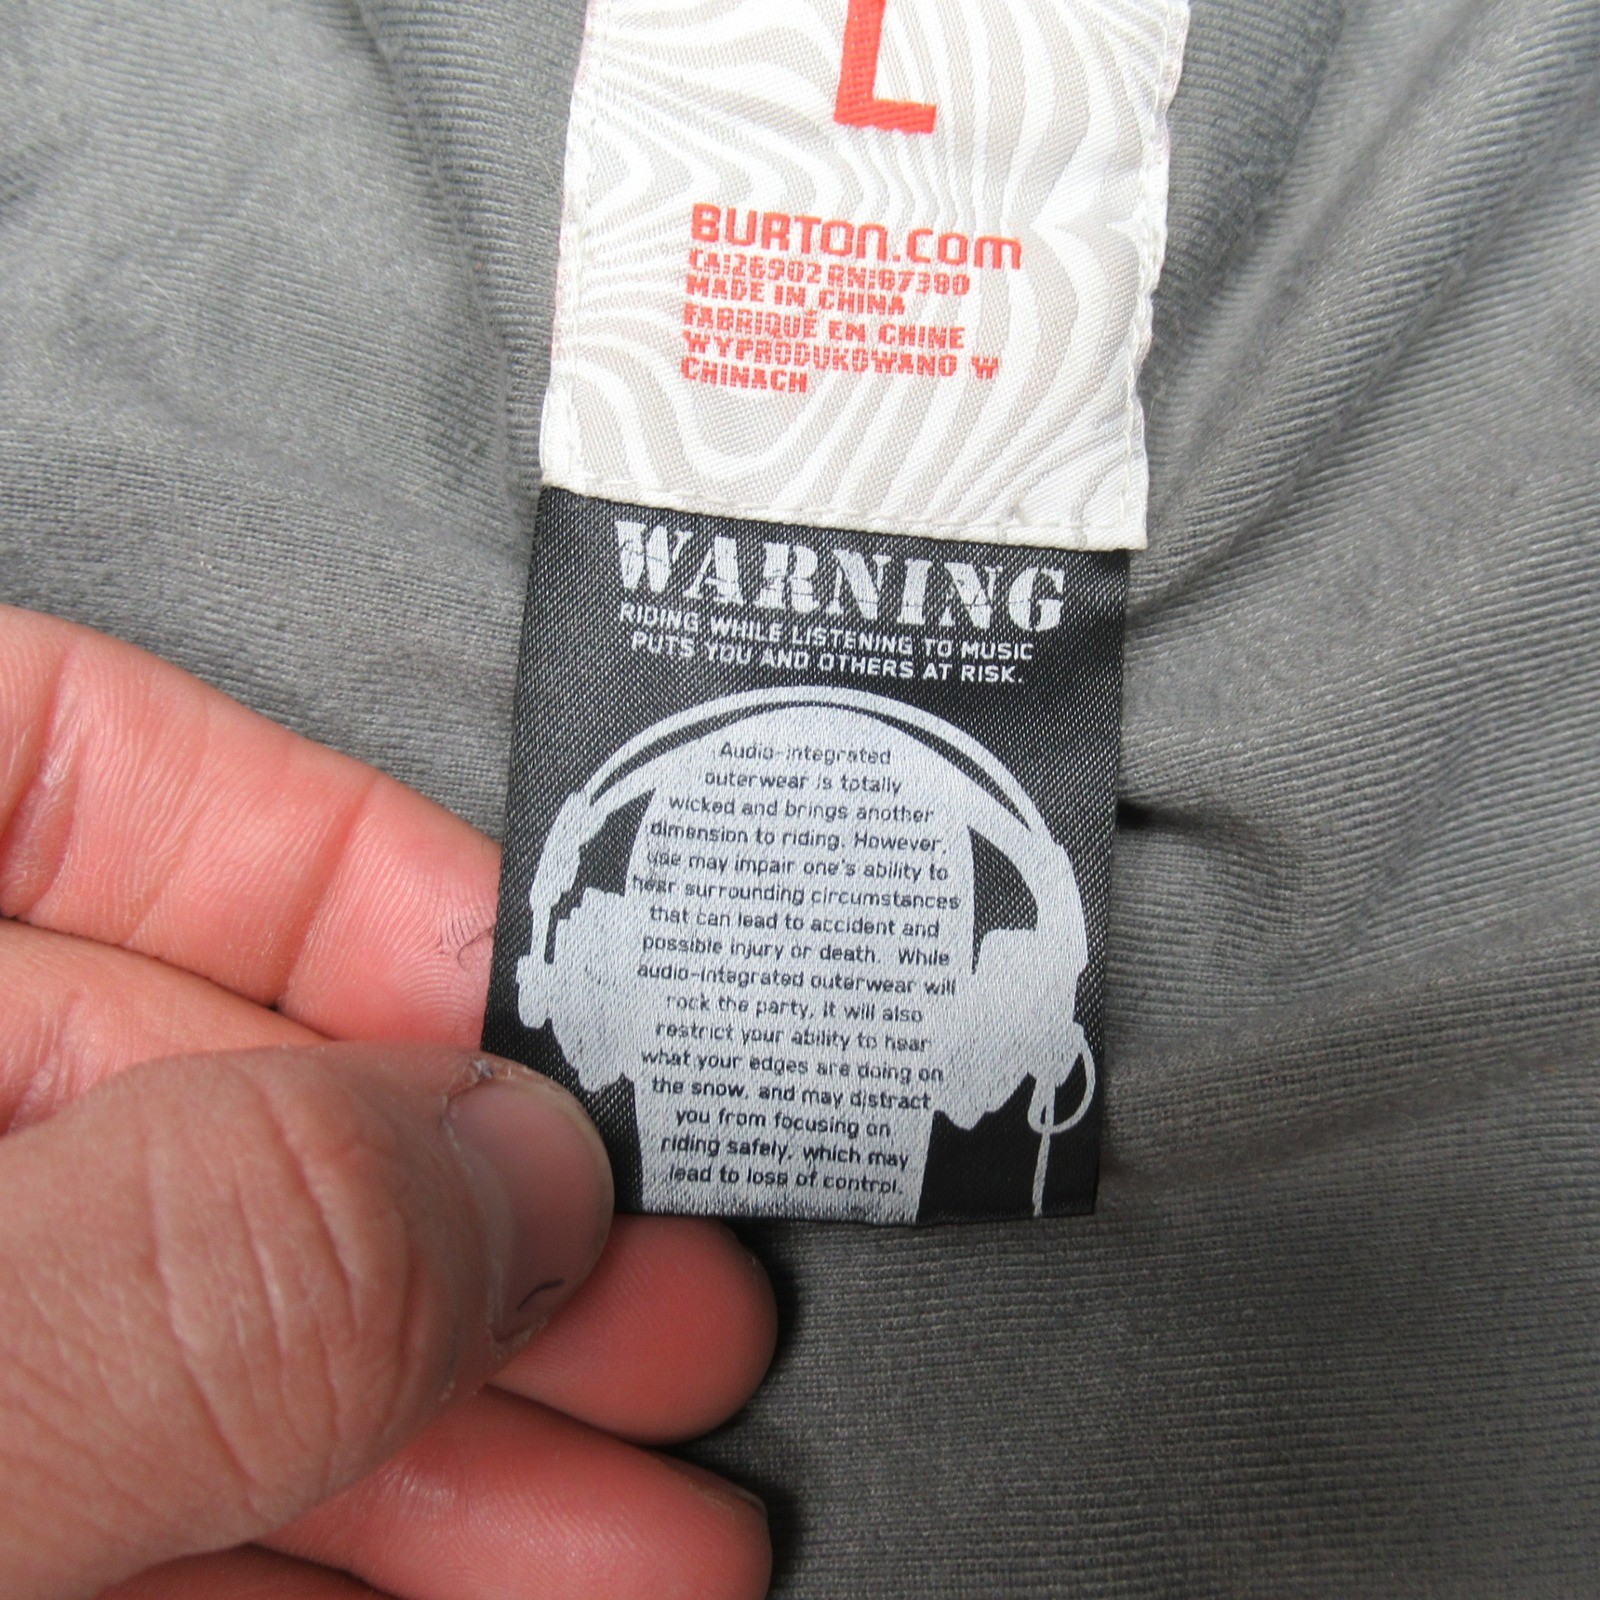 L
BURTON.COM
CA:26902 RN:87380
MADE IN CHINA
FABRIQUÉ EN CHINE
WYPRODUKOWANO W
CHINACH
WARNING
RIDING WHILE LISTENING TO MUSIC
PUTS YOU AND OTHERS AT RISK.
Audio-integrated
outerwear is totally
wicked and brings another
dimension to riding. However,
use may impair one's ability to
hear surrounding circumstances
that can lead to accident and
possible injury or death. While
audio-integrated outerwear will
rock the party, it will also
restrict your ability to hear
what your edges are doing on
the snow, and may distract
you from focusing on
riding safely, which may
lead to loss of control.